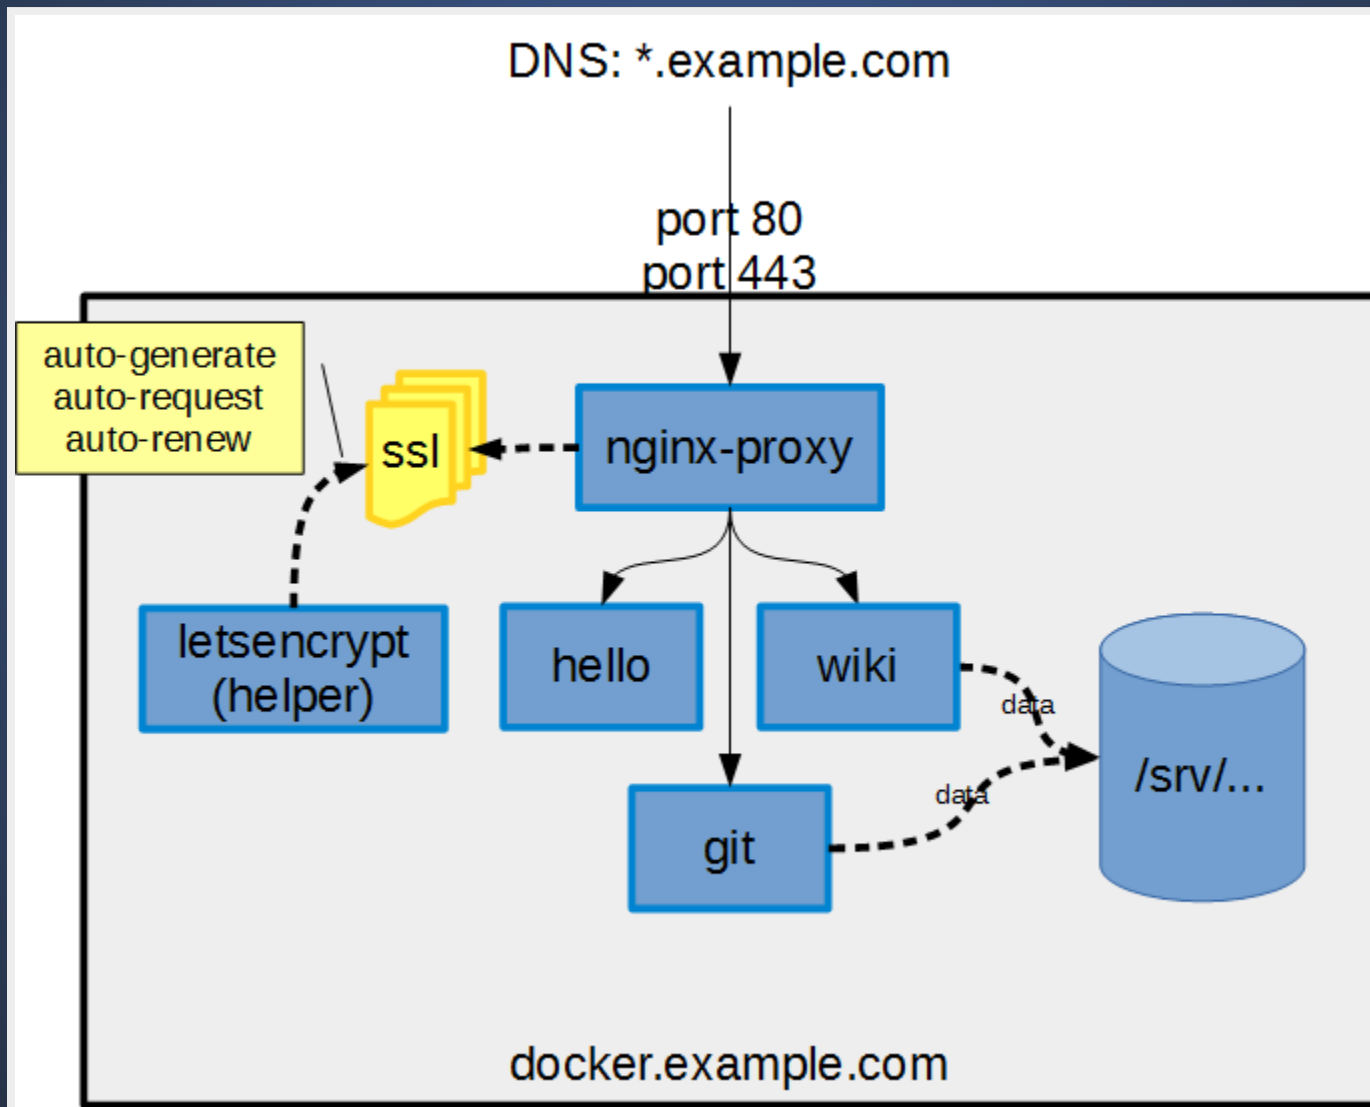 DNS: *.example.com
port 80
port 443
auto-generate
auto-request
auto-renew
ssl
nginx-proxy
letsencrypt
(helper)
hello
wiki
data
/srv/...
data
git
docker.example.com